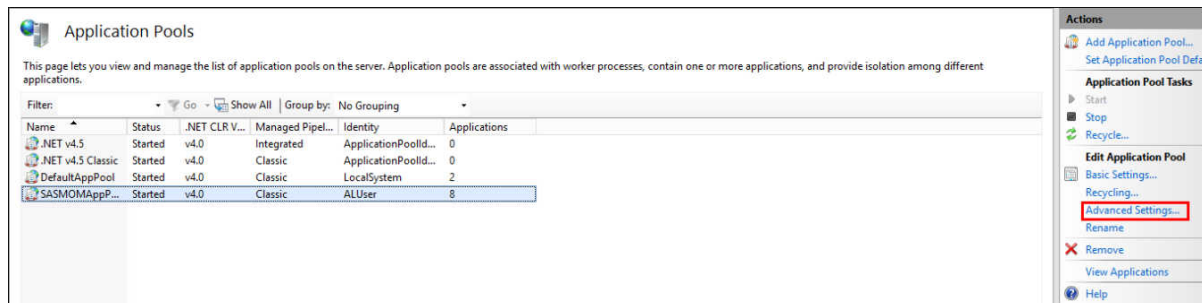 Application Pools
This page lets you view and manage the list of application pools on the server. Application pools are associated with worker processes, contain one or more applications, and provide isolation among different
applications.
Filter: Go Show All Group by: No Grouping
Name Status .NET CLR V... Managed Pipel... Identity Applications
.NET v4.5 Started v4.0 Integrated ApplicationPoolId... 0
.NET v4.5 Classic Started v4.0 Classic ApplicationPoolId... 0
DefaultAppPool Started v4.0 Classic LocalSystem 2
SASMOMAppP... Started v4.0 Classic ALUser 8
Actions
Add Application Pool...
Set Application Pool Defa
Application Pool Tasks
Start
Stop
Recycle...
Edit Application Pool
Basic Settings...
Recycling...
Advanced Settings...
Rename
Remove
View Applications
Help